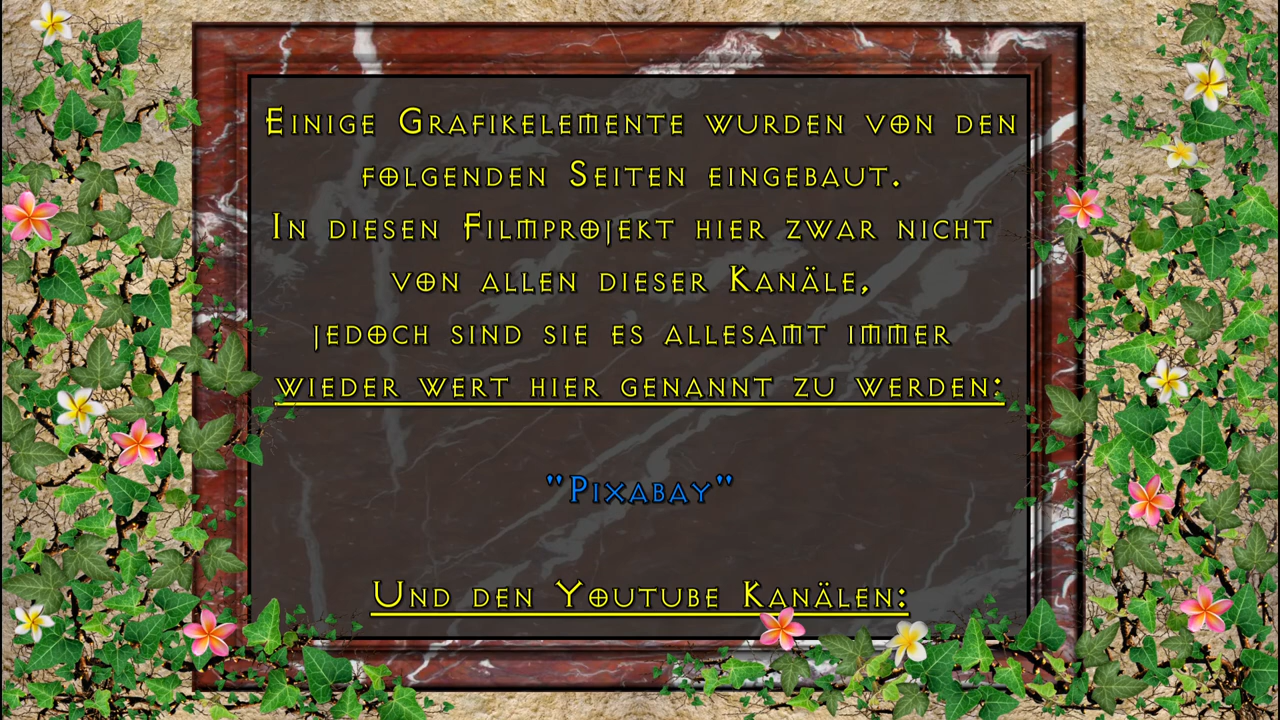 Einige Grafikelemente wurden von den
folgenden Seiten eingebaut.
In diesen Filmprojekt hier zwar nicht
von allen dieser Kanäle,
jedoch sind sie es allesamt immer
wieder wert hier genannt zu werden:
"Pixabay"
Und den Youtube Kanälen: